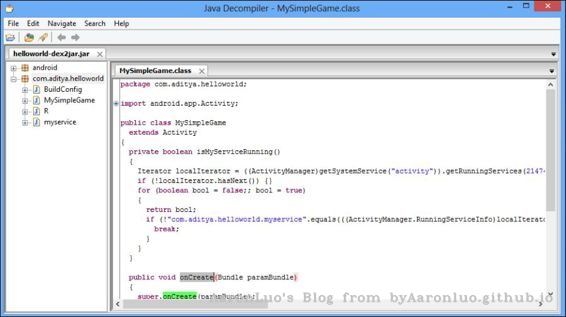 Java Decompiler - MySimpleGame.class
File Edit Navigate Search Help
helloworld-dex2jar.jar
android
com.aditya.helloworld
BuildConfig
MySimpleGame
R
myservice
MySimpleGame.class
package com.aditya.helloworld;
import android.app.Activity;
public class MySimpleGame
extends Activity
{
private boolean isMyServiceRunning()
{
Iterator localIterator = ((ActivityManager)getSystemService("activity")).getRunningServices(2147
if (!localIterator.hasNext()) {}
for (boolean bool = false;; bool = true)
{
return bool;
if (!"com.aditya.helloworld.myservice".equals(((ActivityManager.RunningServiceInfo)localIterato
break;
}
}
}
public void onCreate(Bundle paramBundle)
{
super.onCreate(paramBundle);
Luo's Blog from byAaronluo.github.io